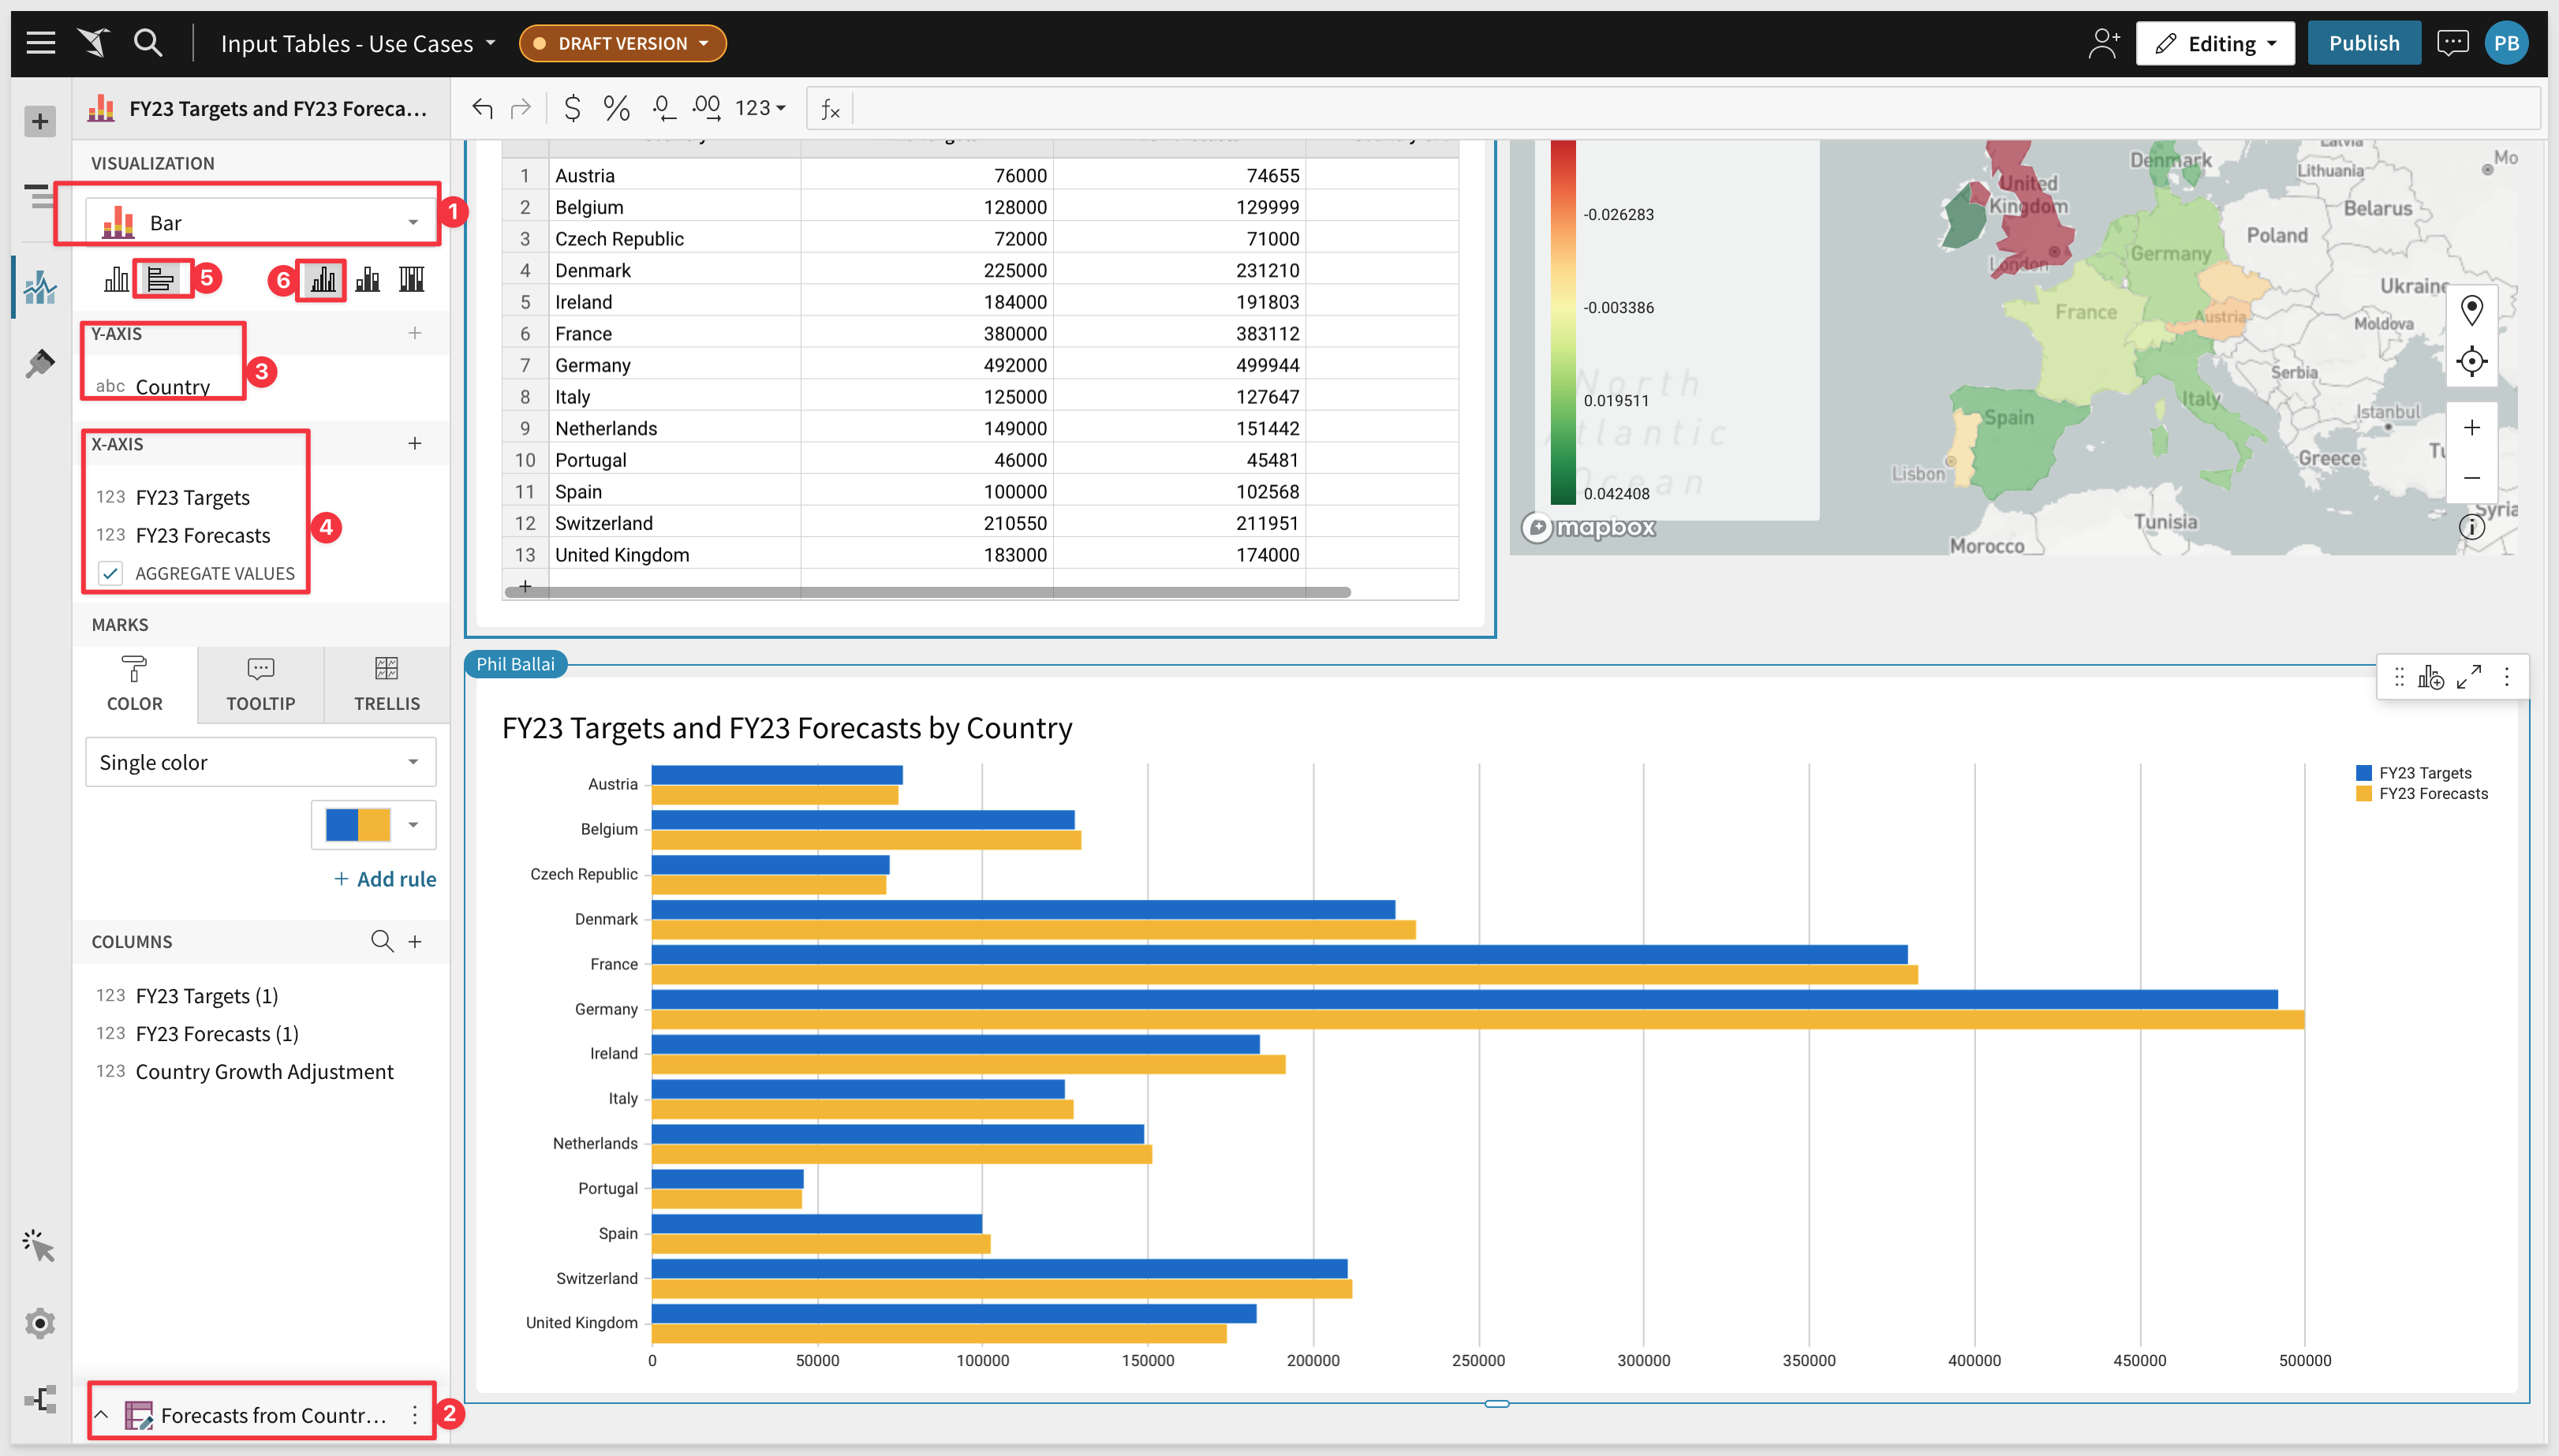 Input Tables - Use Cases
DRAFT VERSION
Editing
Publish
PB
FY23 Targets and FY23 Foreca...
123
fx
VISUALIZATION
Bar
1
5
6
Y-AXIS
abc Country
3
X-AXIS
123 FY23 Targets
123 FY23 Forecasts
AGGREGATE VALUES
4
MARKS
COLOR
TOOLTIP
TRELLIS
Single color
+ Add rule
COLUMNS
123 FY23 Targets (1)
123 FY23 Forecasts (1)
123 Country Growth Adjustment
Forecasts from Countr...
2
1 Austria 76000 74655
2 Belgium 128000 129999
3 Czech Republic 72000 71000
4 Denmark 225000 231210
5 Ireland 184000 191803
6 France 380000 383112
7 Germany 492000 499944
8 Italy 125000 127647
9 Netherlands 149000 151442
10 Portugal 46000 45481
11 Spain 100000 102568
12 Switzerland 210550 211951
13 United Kingdom 183000 174000
-0.026283
-0.003386
0.019511
0.042408
North
Atlantic
Ocean
mapbox
Denmark
Latvia
Lithuania
Mo
United
Kingdom
Belarus
London
Poland
Germany
Ukraine
France
Austria
Moldova
Serbia
Italy
Istanbul
Spain
Greece
Lisbon
Syria
Tunisia
Morocco
Phil Ballai
FY23 Targets and FY23 Forecasts by Country
FY23 Targets
FY23 Forecasts
Austria
Belgium
Czech Republic
Denmark
France
Germany
Ireland
Italy
Netherlands
Portugal
Spain
Switzerland
United Kingdom
0 50000 100000 150000 200000 250000 300000 350000 400000 450000 500000